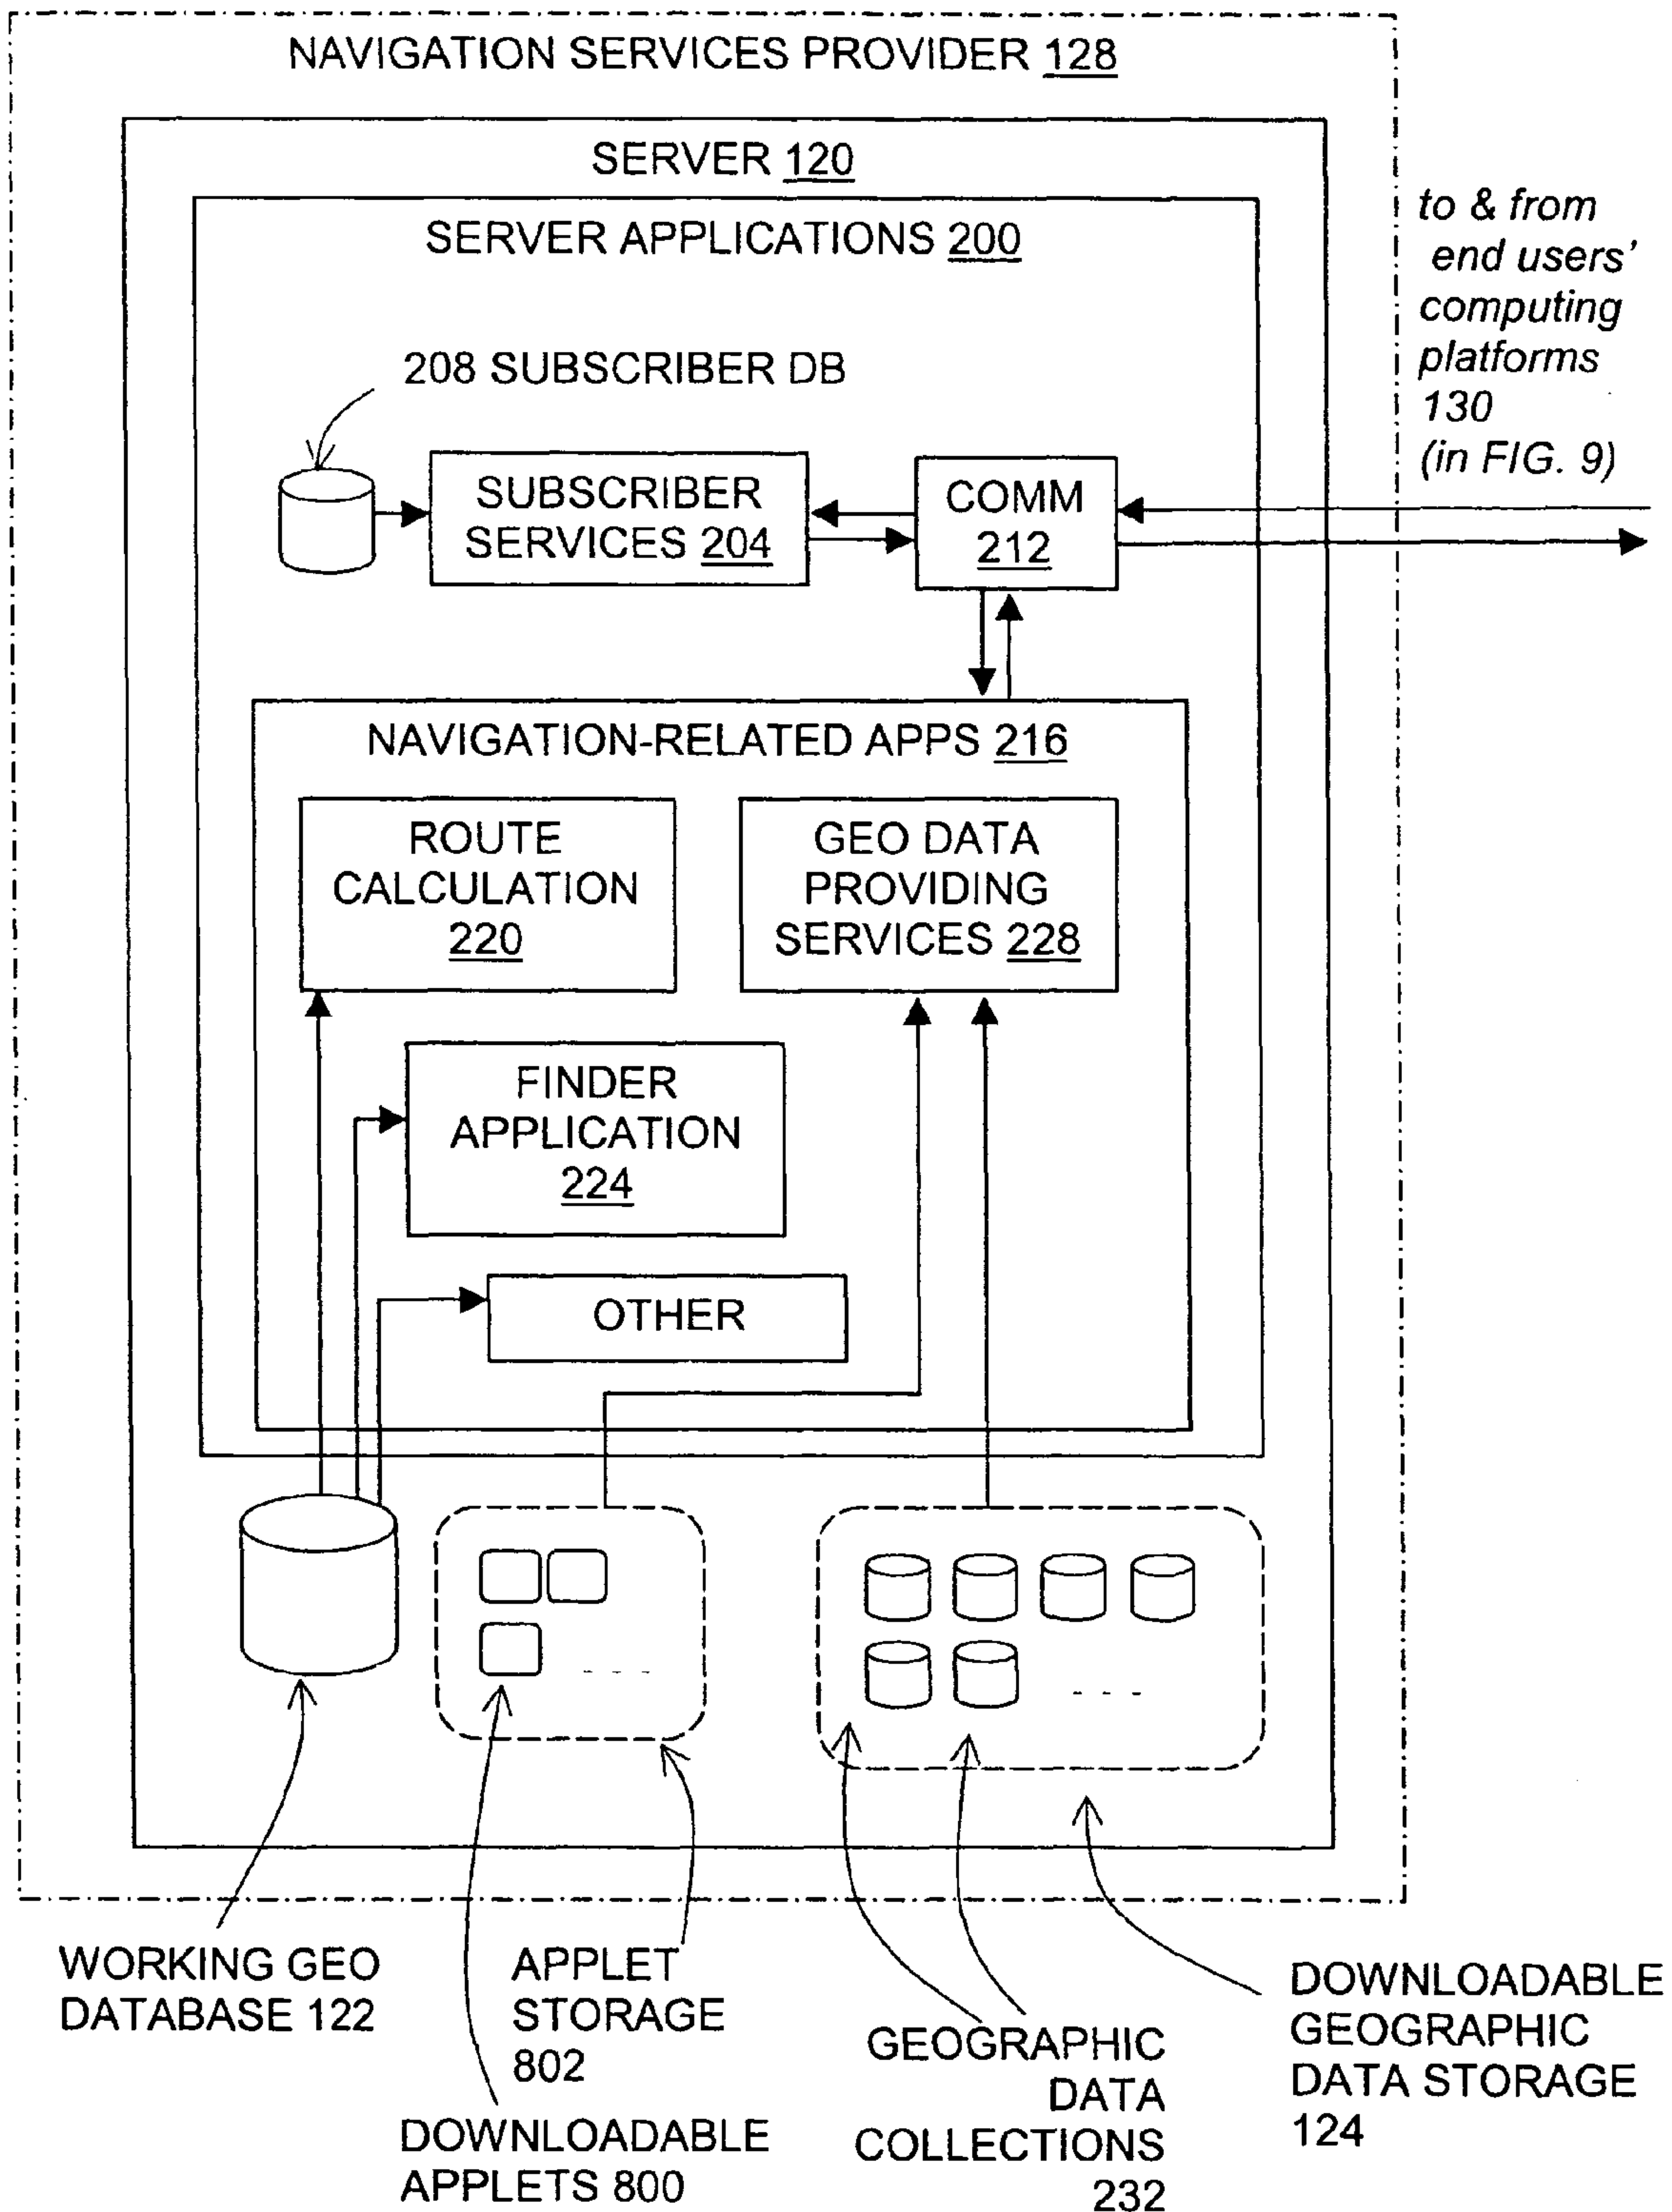 NAVIGATION SERVICES PROVIDER 128
SERVER 120
SERVER APPLICATIONS 200
to & from
end users'
computing
platforms
130
(in FIG. 9)
208 SUBSCRIBER DB
SUBSCRIBER
SERVICES 204
COMM
212
NAVIGATION-RELATED APPS 216
ROUTE
CALCULATION
220
GEO DATA
PROVIDING
SERVICES 228
FINDER
APPLICATION
224
OTHER
WORKING GEO
DATABASE 122
APPLET
STORAGE
802
DOWNLOADABLE
APPLETS 800
GEOGRAPHIC
DATA
COLLECTIONS
232
DOWNLOADABLE
GEOGRAPHIC
DATA STORAGE
124